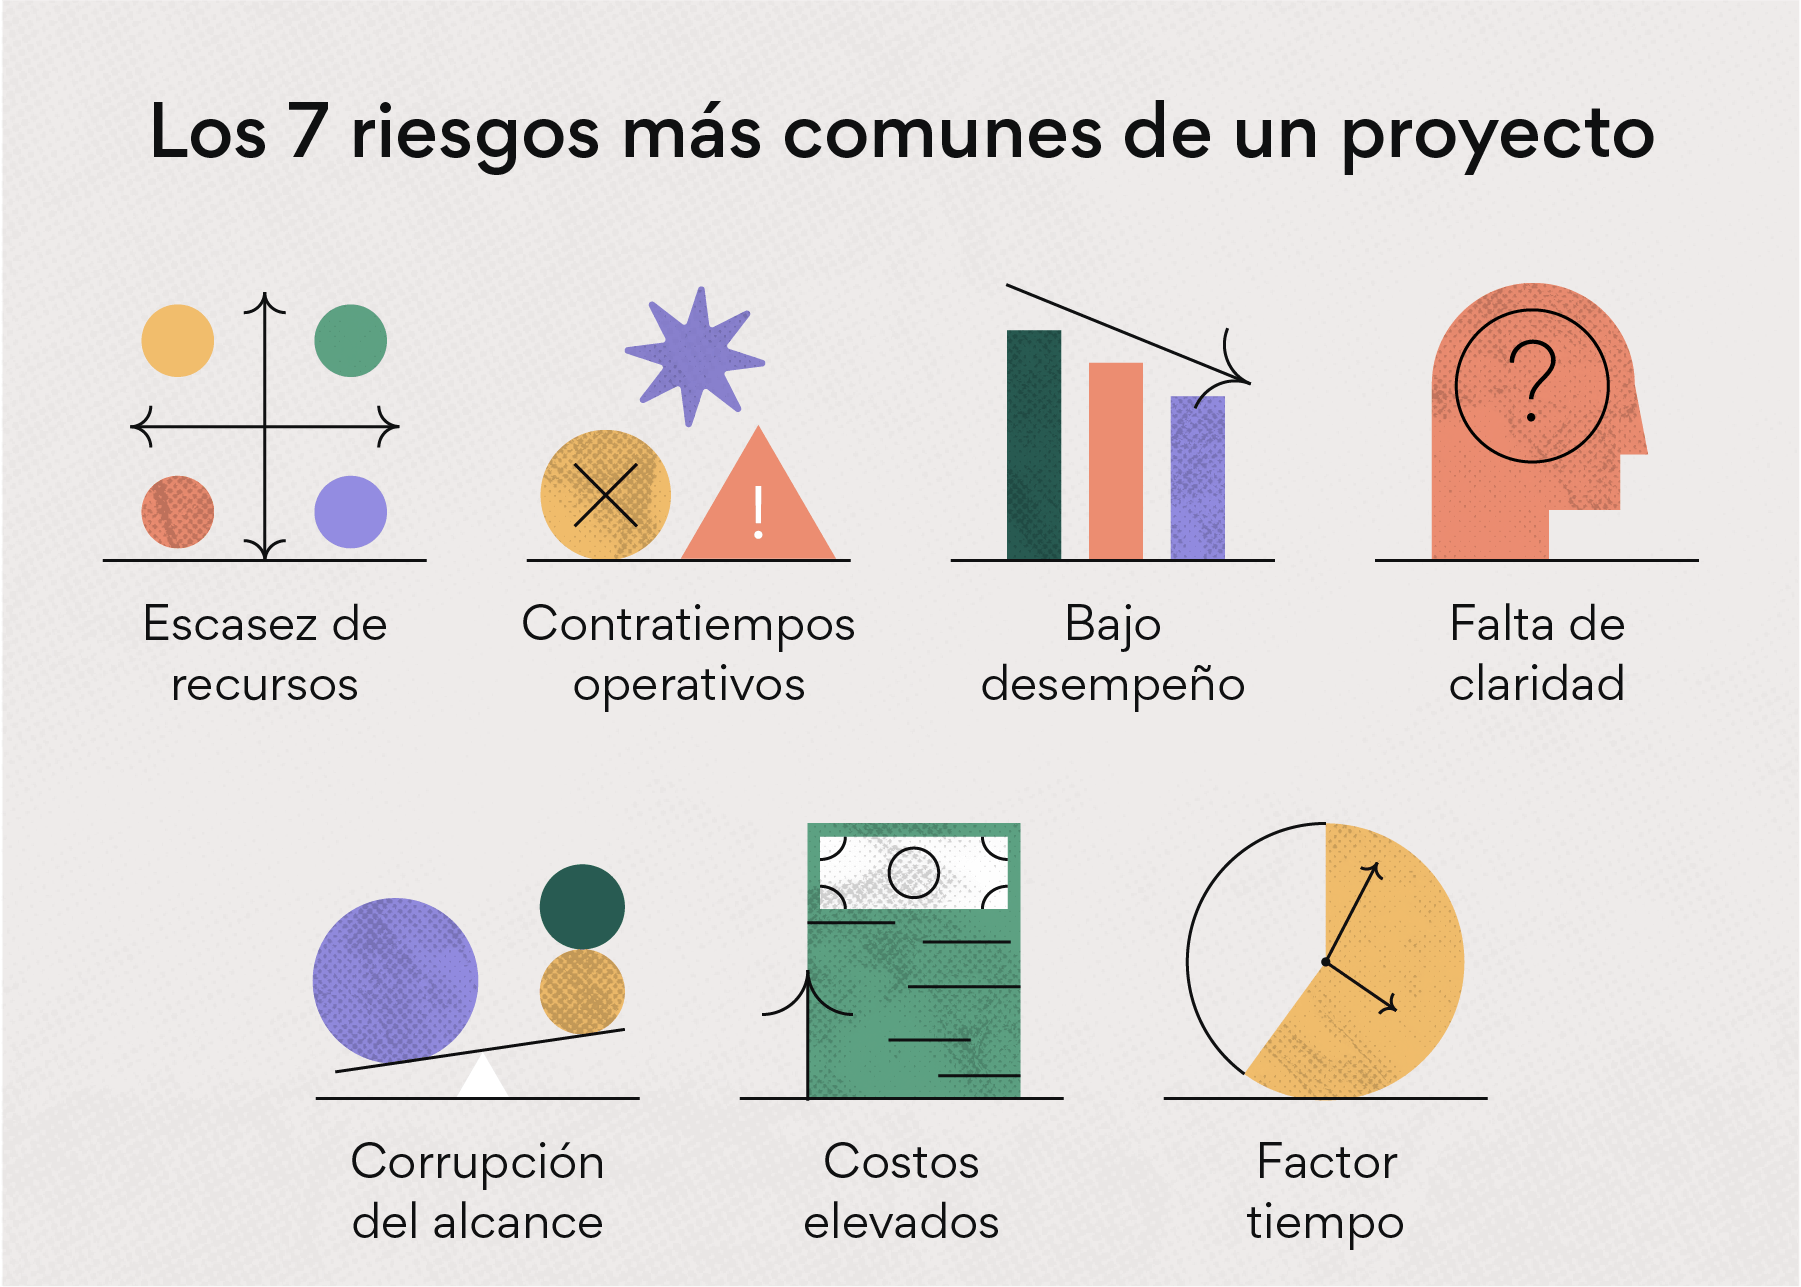 Los 7 riesgos más comunes de un proyecto
?
!
Escasez de
recursos
Contratiempos
operativos
Bajo
desempeño
Falta de
claridad
Corrupción
del alcance
Costos
elevados
Factor
tiempo